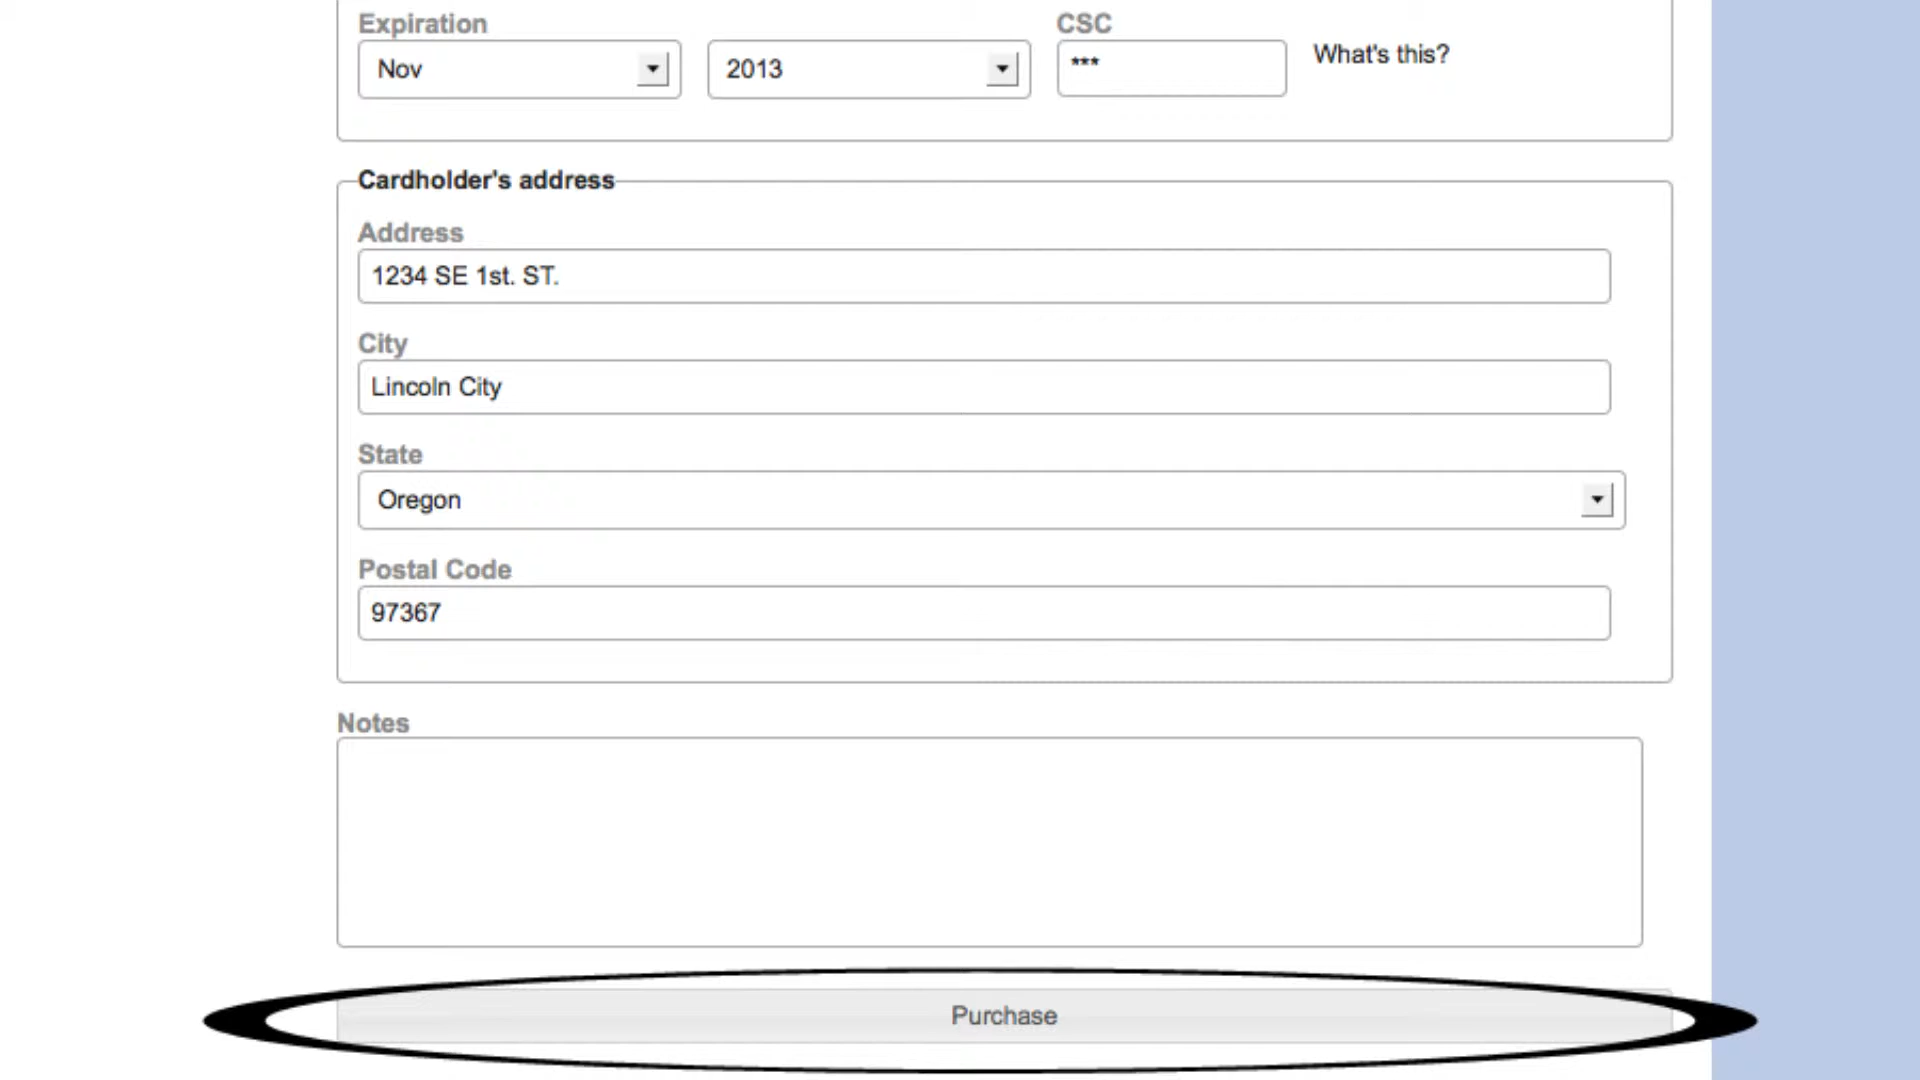 Expiration
CSC
Nov
2013
***
What's this?
Cardholder's address
Address
1234 SE 1st. ST.
City
Lincoln City
State
Oregon
Postal Code
97367
Notes
Purchase